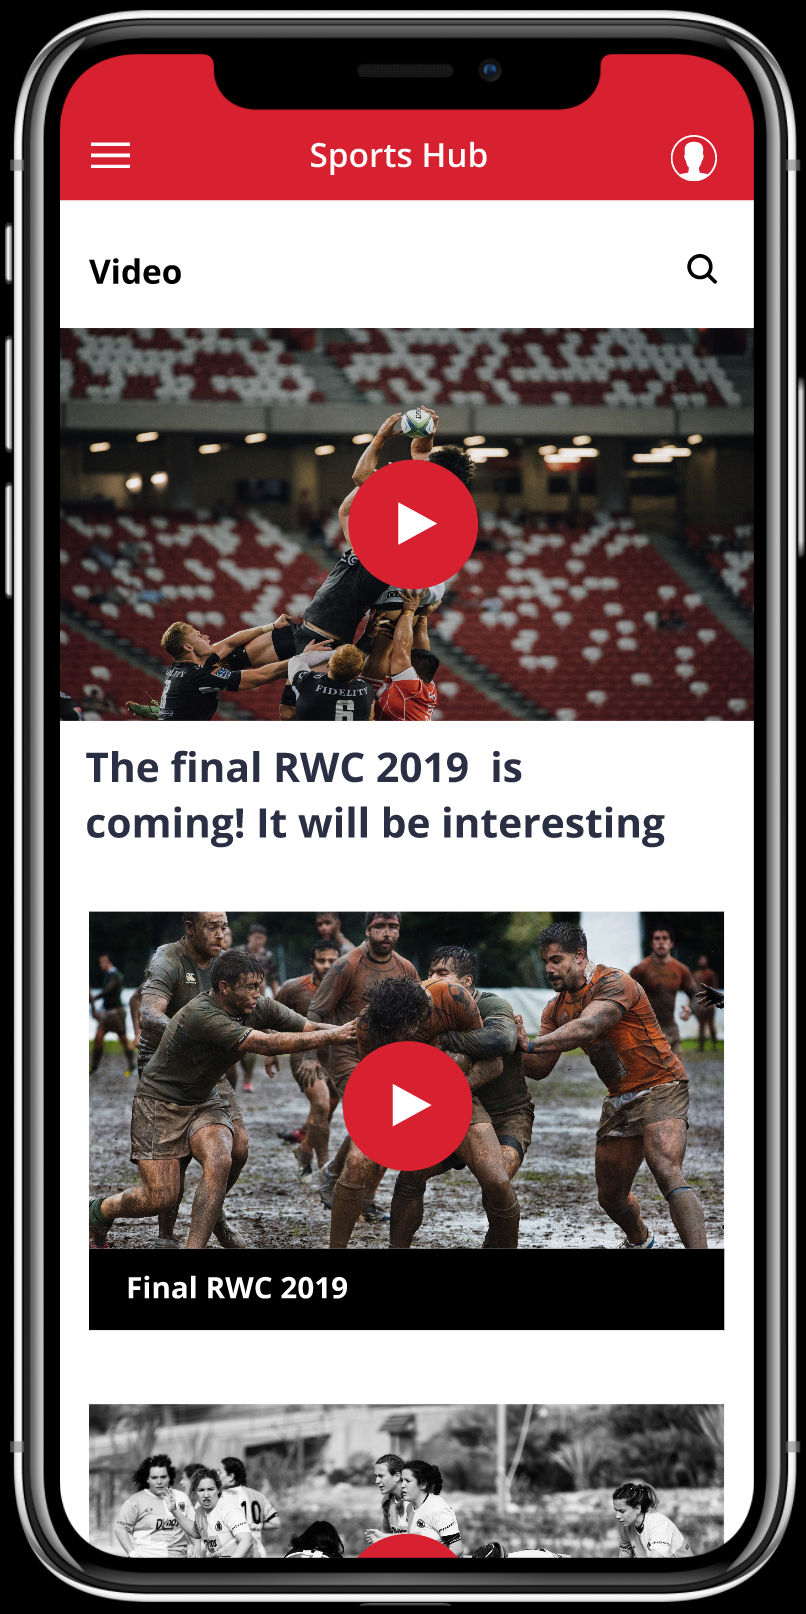 Sports Hub
Video
FIDELITY
6
The final RWC 2019  is
coming! It will be interesting
Final RWC 2019
10